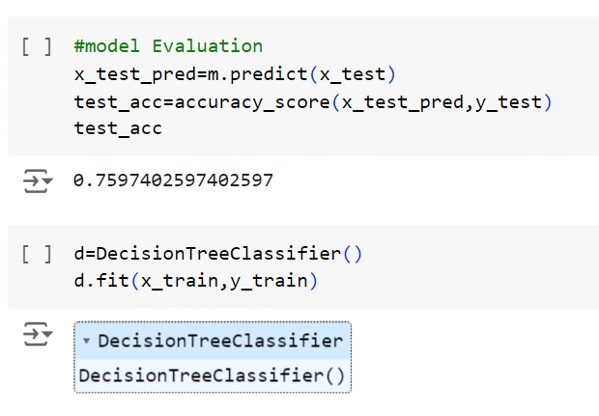 [ ] #model Evaluation
x_test_pred=m.predict(x_test)
test_acc=accuracy_score(x_test_pred,y_test)
test_acc
0.7597402597402597
[ ] d=DecisionTreeClassifier()
d.fit(x_train,y_train)
▾ DecisionTreeClassifier
DecisionTreeClassifier()